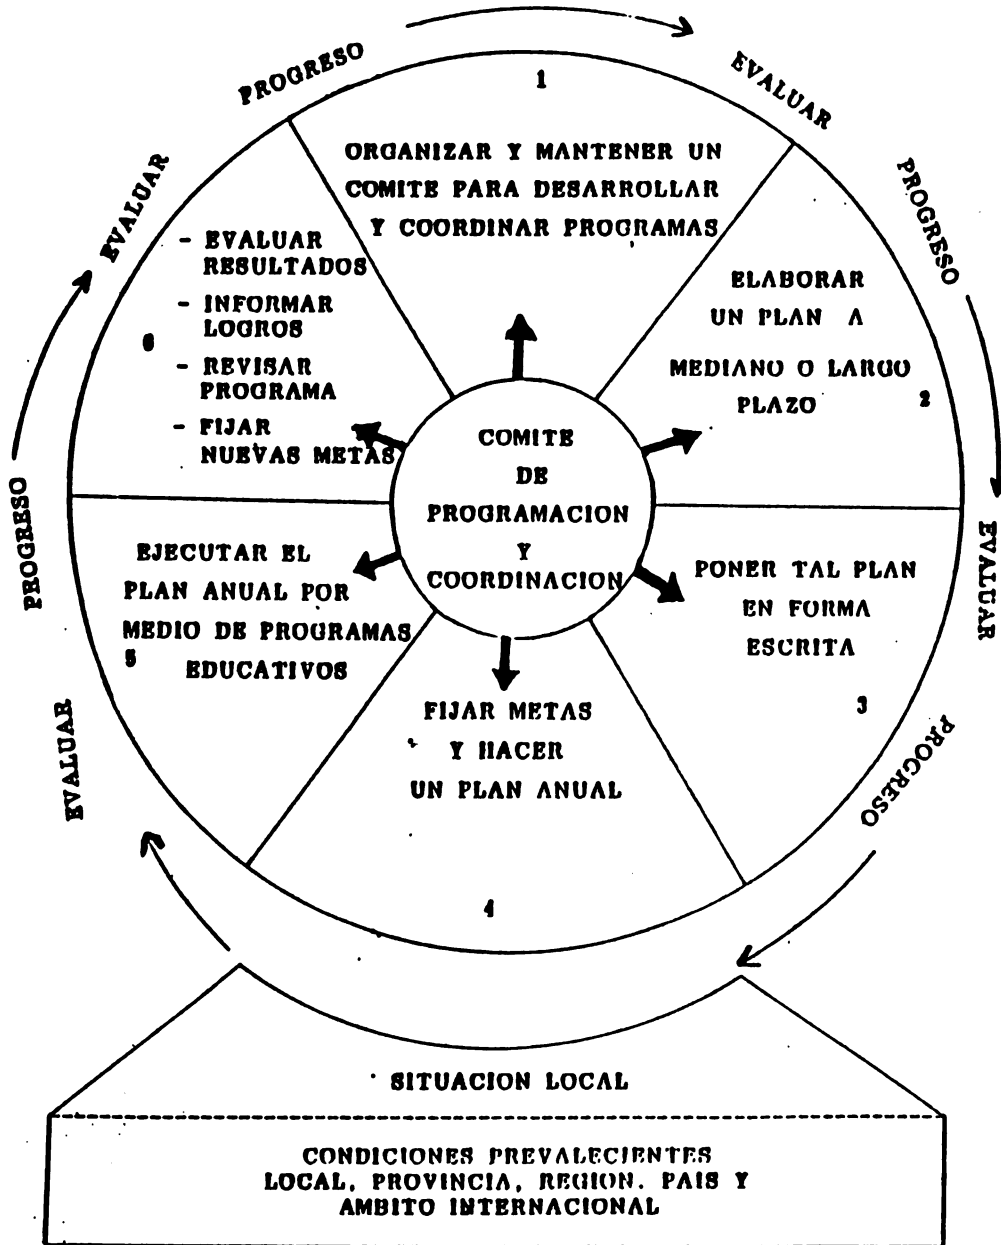 PROGRESO
EVALUAR
PROGRESO
EVALUAR
PROGRESO
EVALUAR
PROGRESO
EVALUAR
1
ORGANIZAR Y MANTENER UN
COMITE PARA DESARROLLAR
Y COORDINAR PROGRAMAS
ELABORAR
UN PLAN A
MEDIANO O LARGO
PLAZO
2
PONER TAL PLAN
EN FORMA
ESCRITA
3
FIJAR METAS
Y HACER
UN PLAN ANUAL
4
EJECUTAR EL
PLAN ANUAL POR
MEDIO DE PROGRAMAS
5 EDUCATIVOS
- EVALUAR
RESULTADOS
- INFORMAR
LOGROS
6
- REVISAR
PROGRAMA
- FIJAR
NUEVAS METAS
COMITE
DE
PROGRAMACION
Y
COORDINACION
SITUACION LOCAL
CONDICIONES PREVALECIENTES
LOCAL, PROVINCIA, REGION. PAIS Y
AMBITO INTERNACIONAL